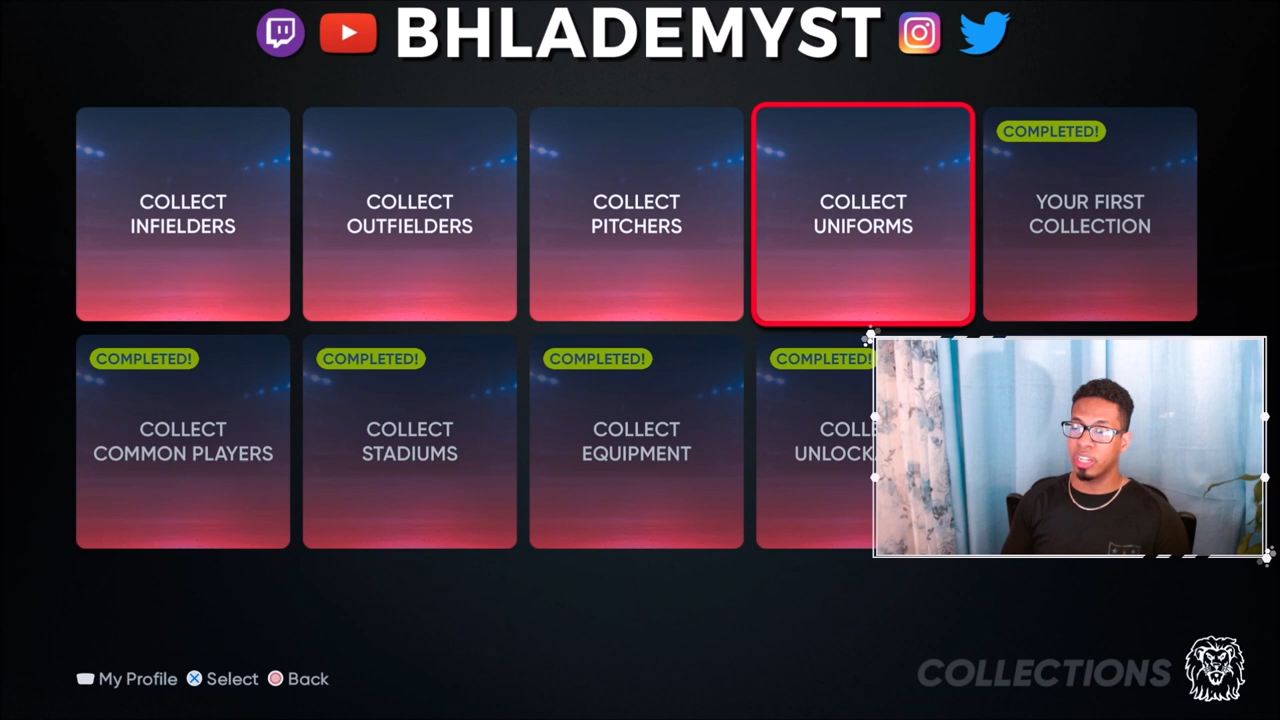 BHLADEMYST
COLLECT
INFIELDERS
COLLECT
OUTFIELDERS
COLLECT
PITCHERS
COLLECT
UNIFORMS
COMPLETED!
YOUR FIRST
COLLECTION
COMPLETED!
COLLECT
COMMON PLAYERS
COMPLETED!
COLLECT
STADIUMS
COMPLETED!
COLLECT
EQUIPMENT
COMPLETED!
My Profile Select Back
COLLECTIONS